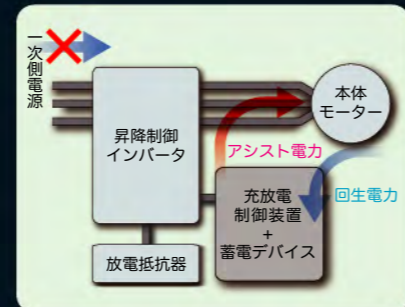 一次側電源
本体
モーター
昇降制御
インバータ
アシスト電力
回生電力
充放電
制御装置
+
蓄電デバイス
放電抵抗器